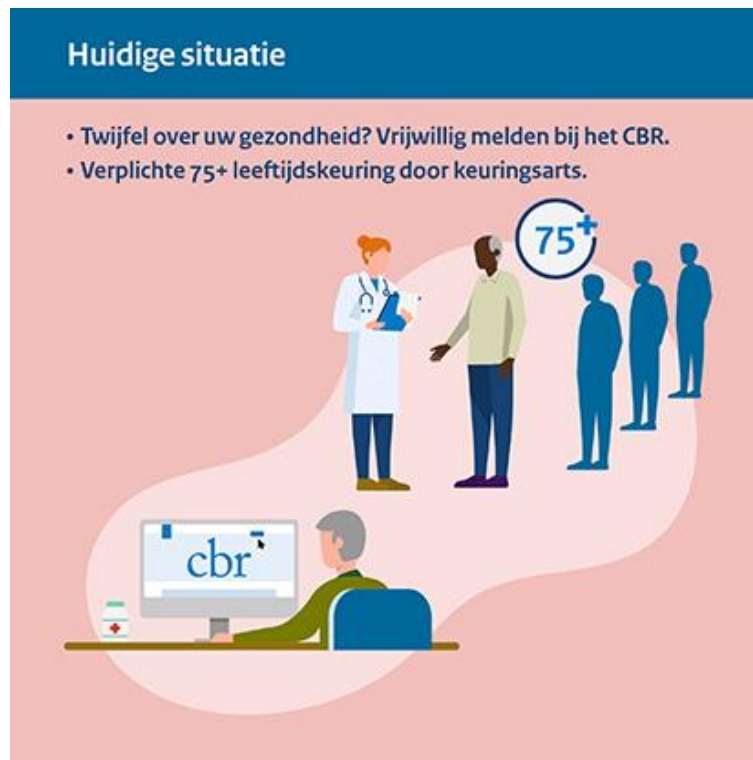 Huidige situatie
• Twijfel over uw gezondheid? Vrijwillig melden bij het CBR.
• Verplichte 75+ leeftijdskeuring door keuringsarts.
75+
cbr